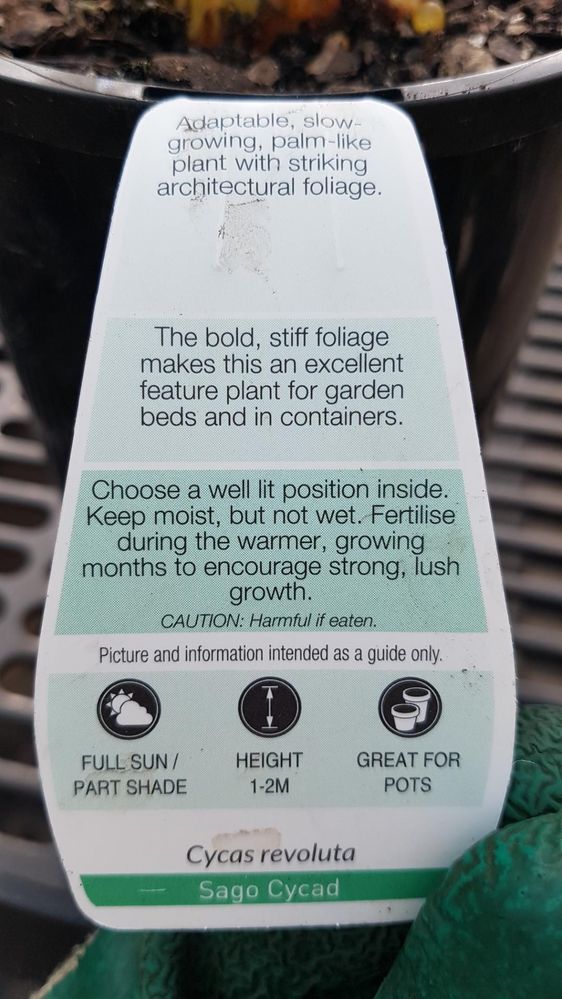 Adaptable, slow-
growing, palm-like
plant with striking
architectural foliage.
The bold, stiff foliage
makes this an excellent
feature plant for garden
beds and in containers.
Choose a well lit position inside.
Keep moist, but not wet. Fertilise
during the warmer, growing
months to encourage strong, lush
growth.
CAUTION: Harmful if eaten.
Picture and information intended as a guide only.
FULL SUN /
PART SHADE
HEIGHT
1-2M
GREAT FOR
POTS
Cycas revoluta
Sago Cycad